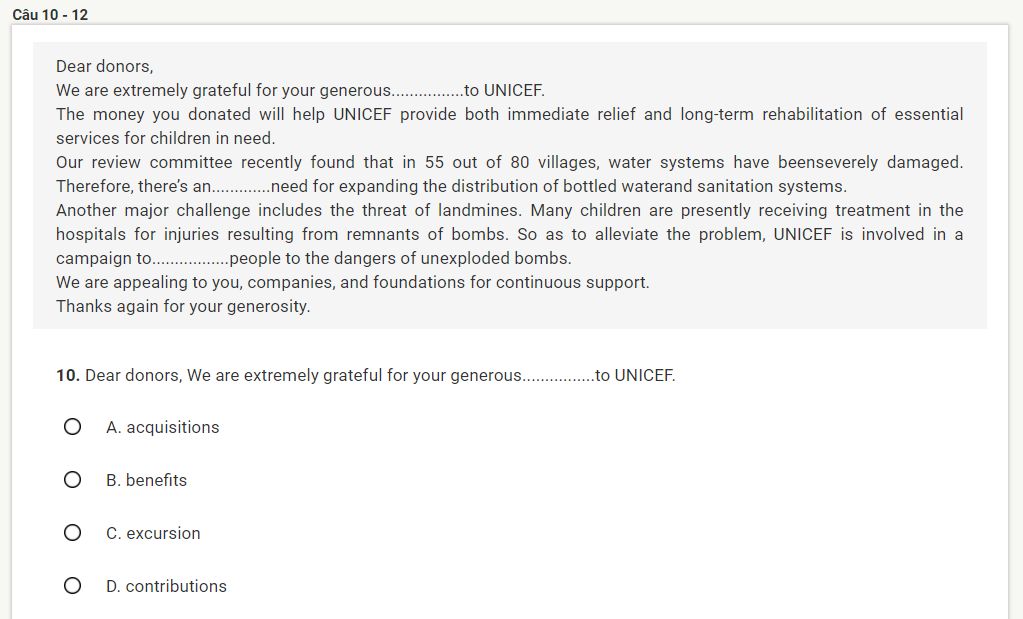 Câu 10 - 12
Dear donors,
We are extremely grateful for your generous................to UNICEF.
The money you donated will help UNICEF provide both immediate relief and long-term rehabilitation of essential
services for children in need.
Our review committee recently found that in 55 out of 80 villages, water systems have beenseverely damaged.
Therefore, there's an.............need for expanding the distribution of bottled waterand sanitation systems.
Another major challenge includes the threat of landmines. Many children are presently receiving treatment in the
hospitals for injuries resulting from remnants of bombs. So as to alleviate the problem, UNICEF is involved in a
campaign to.................people to the dangers of unexploded bombs.
We are appealing to you, companies, and foundations for continuous support.
Thanks again for your generosity.
10. Dear donors, We are extremely grateful for your generous................to UNICEF.
A. acquisitions
B. benefits
C. excursion
D. contributions